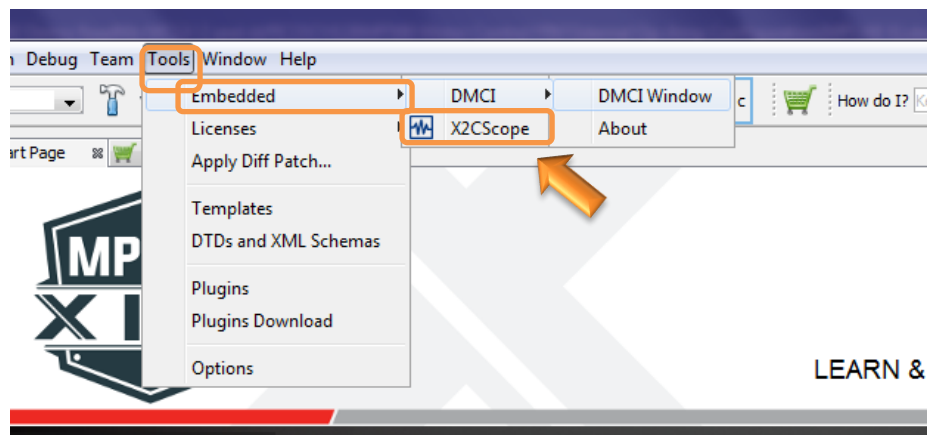 Debug Team Tools Window Help
Embedded DMCI DMCI Window c How do I?
Licenses X2CScope About
art Page
Apply Diff Patch...
Templates
DTDs and XML Schemas
MP
Plugins
X I
Plugins Download
Options
LEARN &